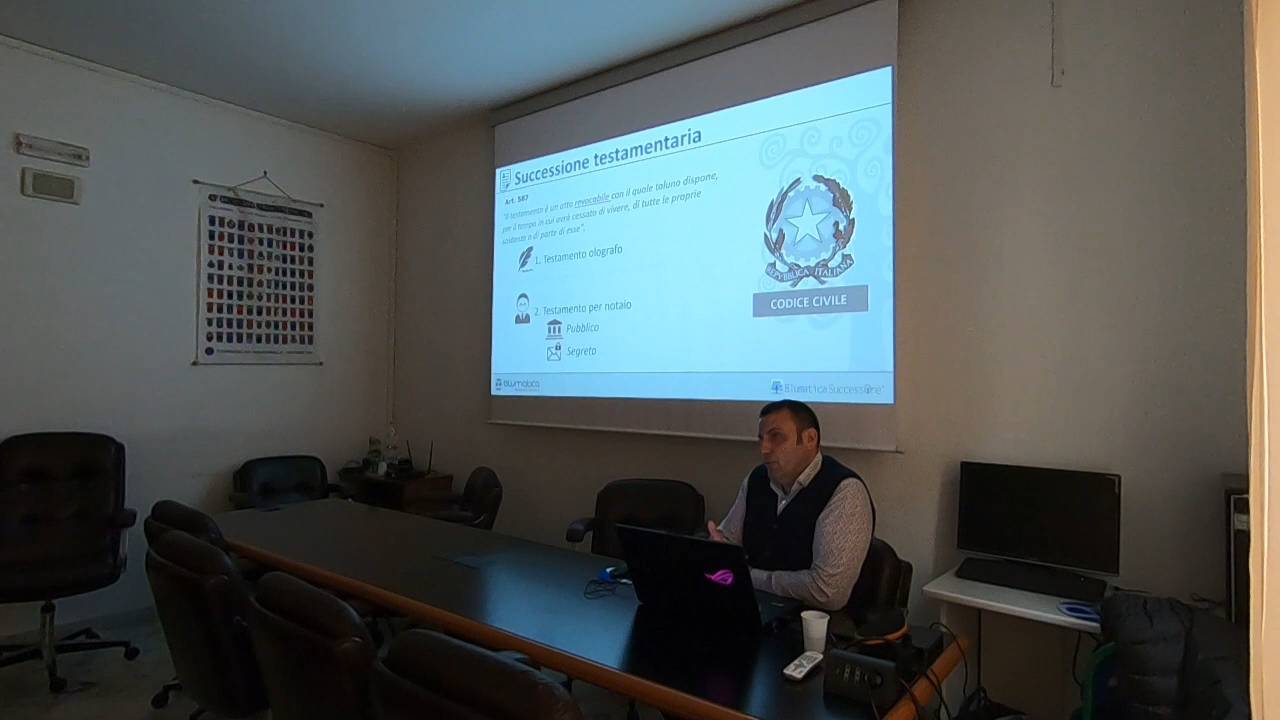 Successione testamentaria
Art. 587
"Il testamento è un atto revocabile con il quale taluno dispone,
per il tempo in cui avrà cessato di vivere, di tutte le proprie
sostanze o di parte di esse".
1. Testamento olografo
2. Testamento per notaio
Pubblico
Segreto
REPVBBLICA ITALIANA
CODICE CIVILE
Blumatica
Blumatica Successione